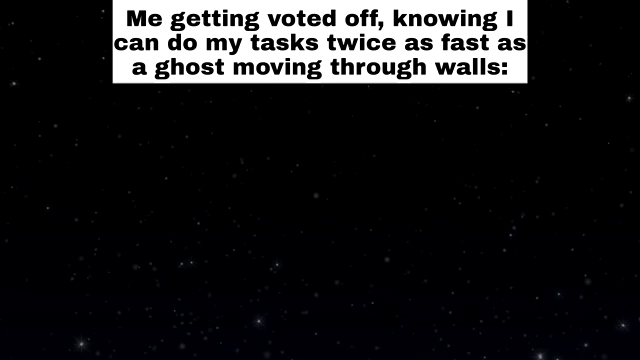 Me getting voted off, knowing I
can do my tasks twice as fast as
a ghost moving through walls: